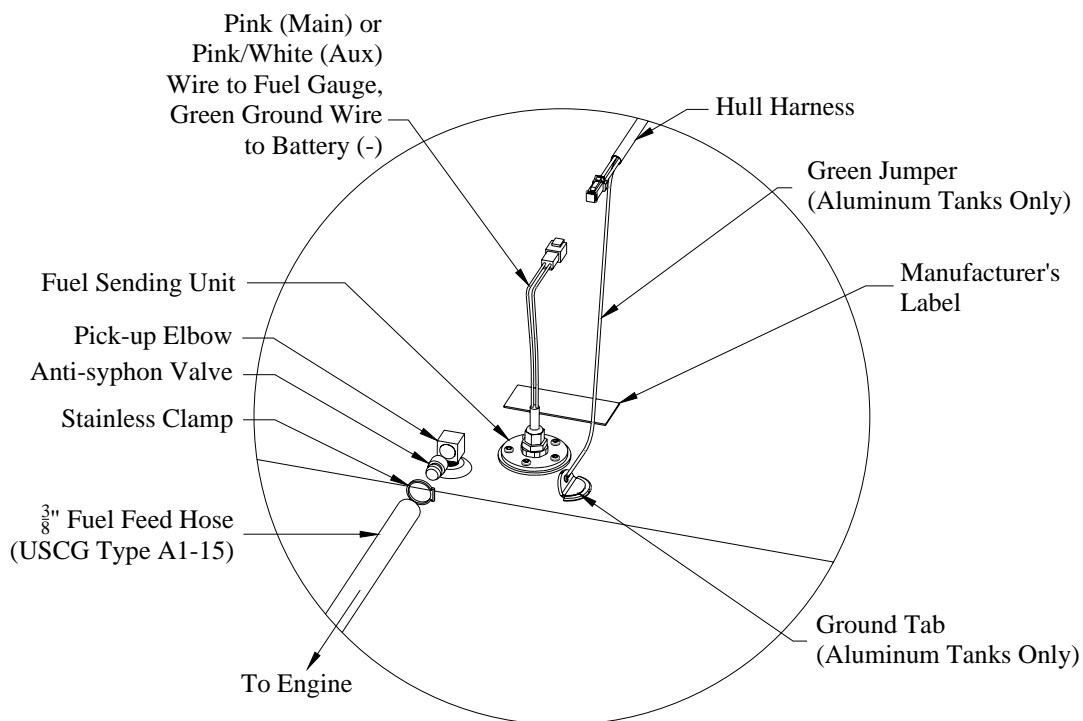 Pink (Main) or
Pink/White (Aux)
Wire to Fuel Gauge,
Green Ground Wire
to Battery (-)
Hull Harness
Green Jumper
(Aluminum Tanks Only)
Manufacturer's
Label
Fuel Sending Unit
Pick-up Elbow
Anti-syphon Valve
Stainless Clamp
3/8" Fuel Feed Hose
(USCG Type A1-15)
To Engine
Ground Tab
(Aluminum Tanks Only)